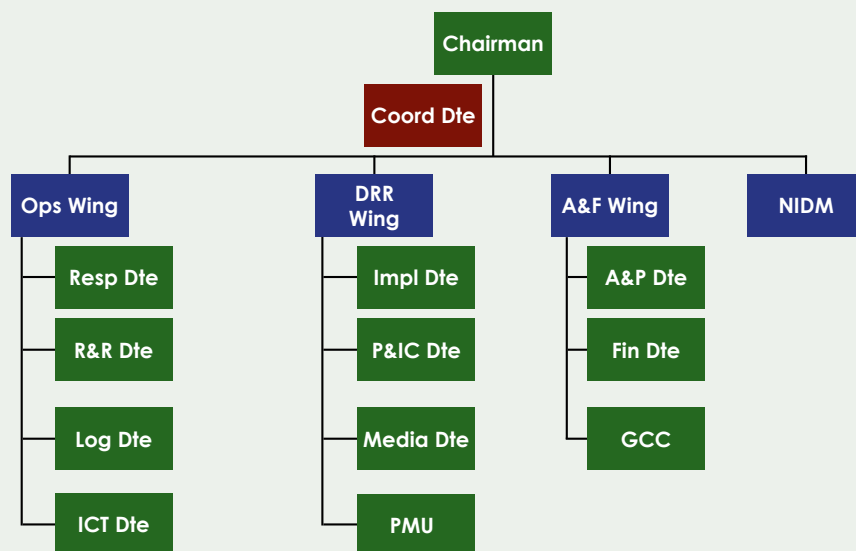 Chairman
Coord Dte
Ops Wing
DRR
Wing
A&F Wing
NIDM
Resp Dte
Impl Dte
A&P Dte
R&R Dte
P&IC Dte
Fin Dte
Log Dte
Media Dte
GCC
ICT Dte
PMU